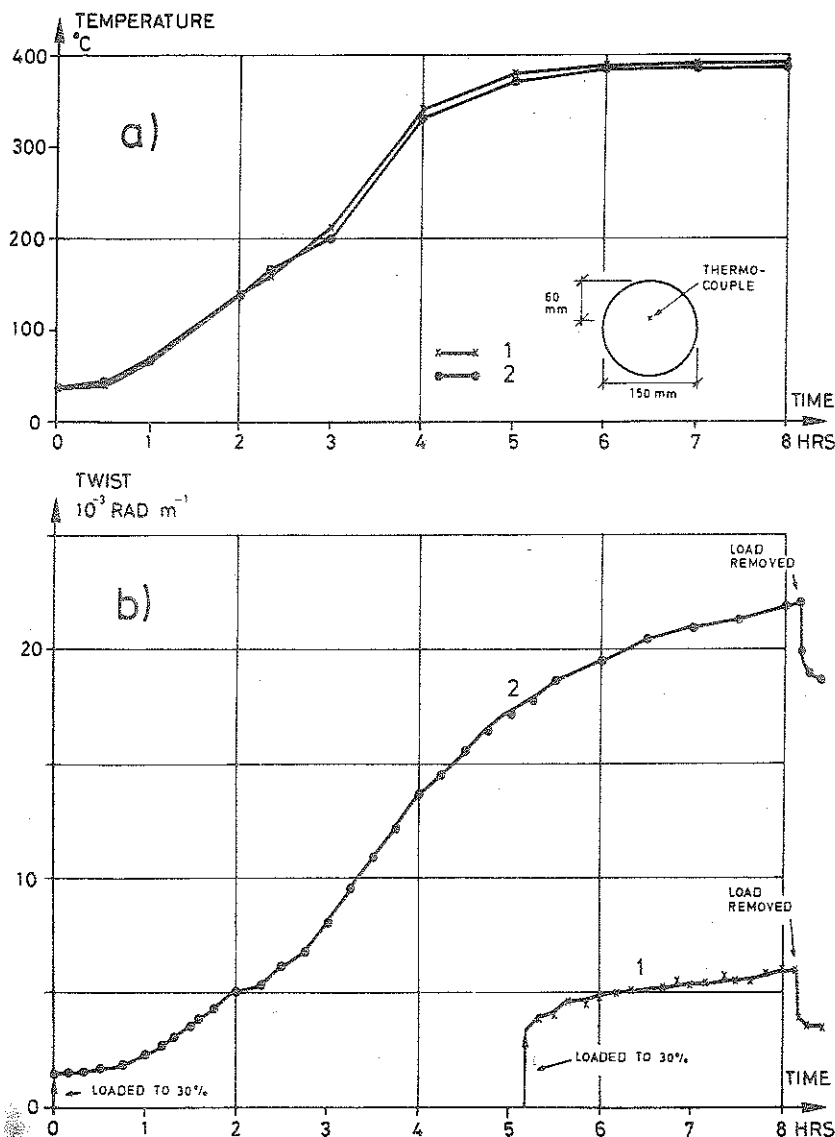 TEMPERATURE
°C
400
300
200
100
0
a)
60
mm
THERMO-
COUPLE
150 mm
1
2
TIME
0 1 2 3 4 5 6 7 8 HRS
TWIST
10⁻³ RAD m⁻¹
b)
20
10
0
LOAD
REMOVED
2
LOAD
REMOVED
1
LOADED TO 30%
LOADED TO 30%
TIME
0 1 2 3 4 5 6 7 8 HRS